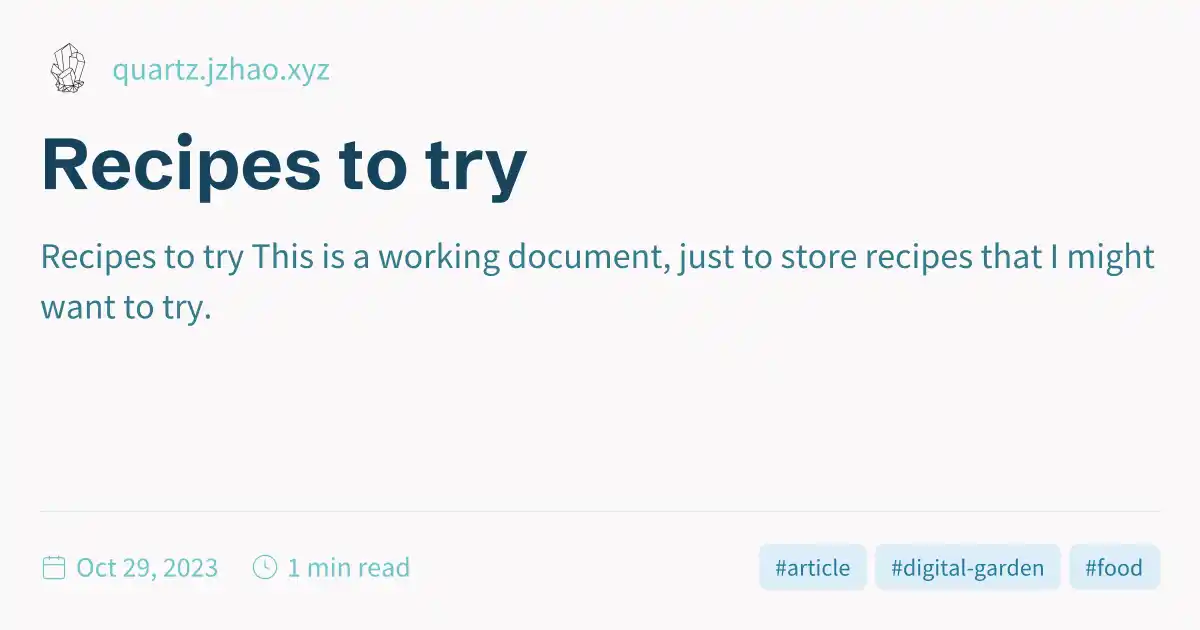 quartz.jzhao.xyz
Recipes to try
Recipes to try This is a working document, just to store recipes that I might
want to try.
Oct 29, 2023 1 min read #article #digital-garden #food